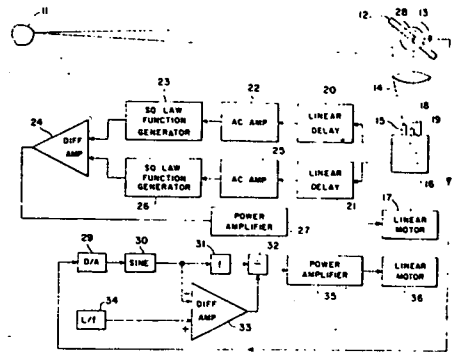 11
12
28
13
14
23
22
20
24
SQ LAW FUNCTION GENERATOR
AC AMP
LINEAR DELAY
18
15
19
DIFF AMP
25
SQ LAW FUNCTION GENERATOR
AC AMP
LINEAR DELAY
16
26
21
17
POWER AMPLIFIER
27
LINEAR MOTOR
29
30
31
32
D/A
SINE
f
÷
POWER AMPLIFIER
LINEAR MOTOR
34
L/f
-
DIFF AMP
+
33
35
36